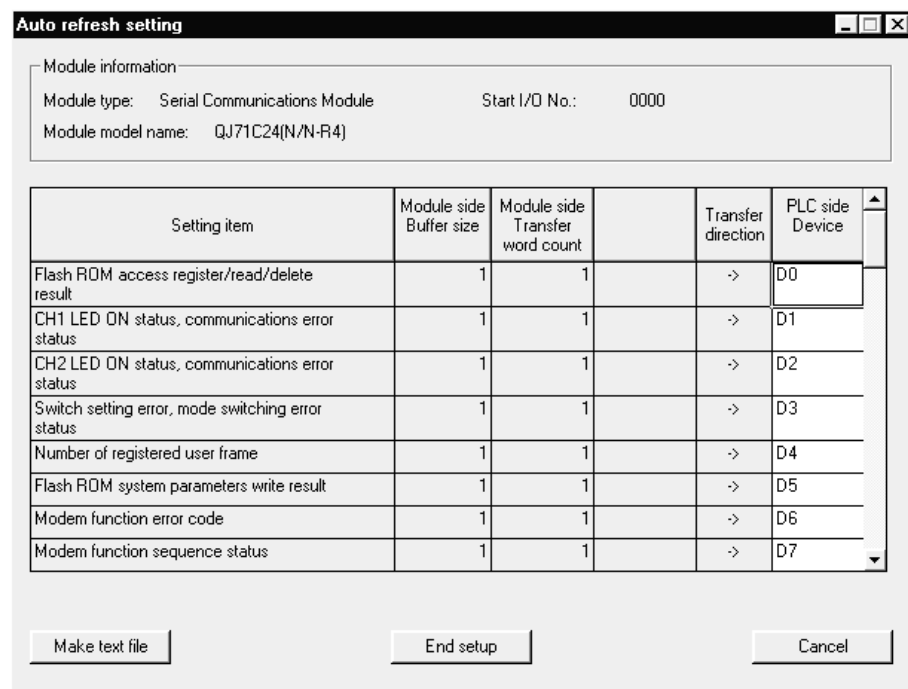 Auto refresh setting
Module information
Module type: Serial Communications Module Start I/O No.: 0000
Module model name: QJ71C24(N/N-R4)
Setting item Module side Buffer size Module side Transfer word count Transfer direction PLC side Device
Flash ROM access register/read/delete result 1 1 -> D0
CH1 LED ON status, communications error status 1 1 -> D1
CH2 LED ON status, communications error status 1 1 -> D2
Switch setting error, mode switching error status 1 1 -> D3
Number of registered user frame 1 1 -> D4
Flash ROM system parameters write result 1 1 -> D5
Modem function error code 1 1 -> D6
Modem function sequence status 1 1 -> D7
Make text file End setup Cancel